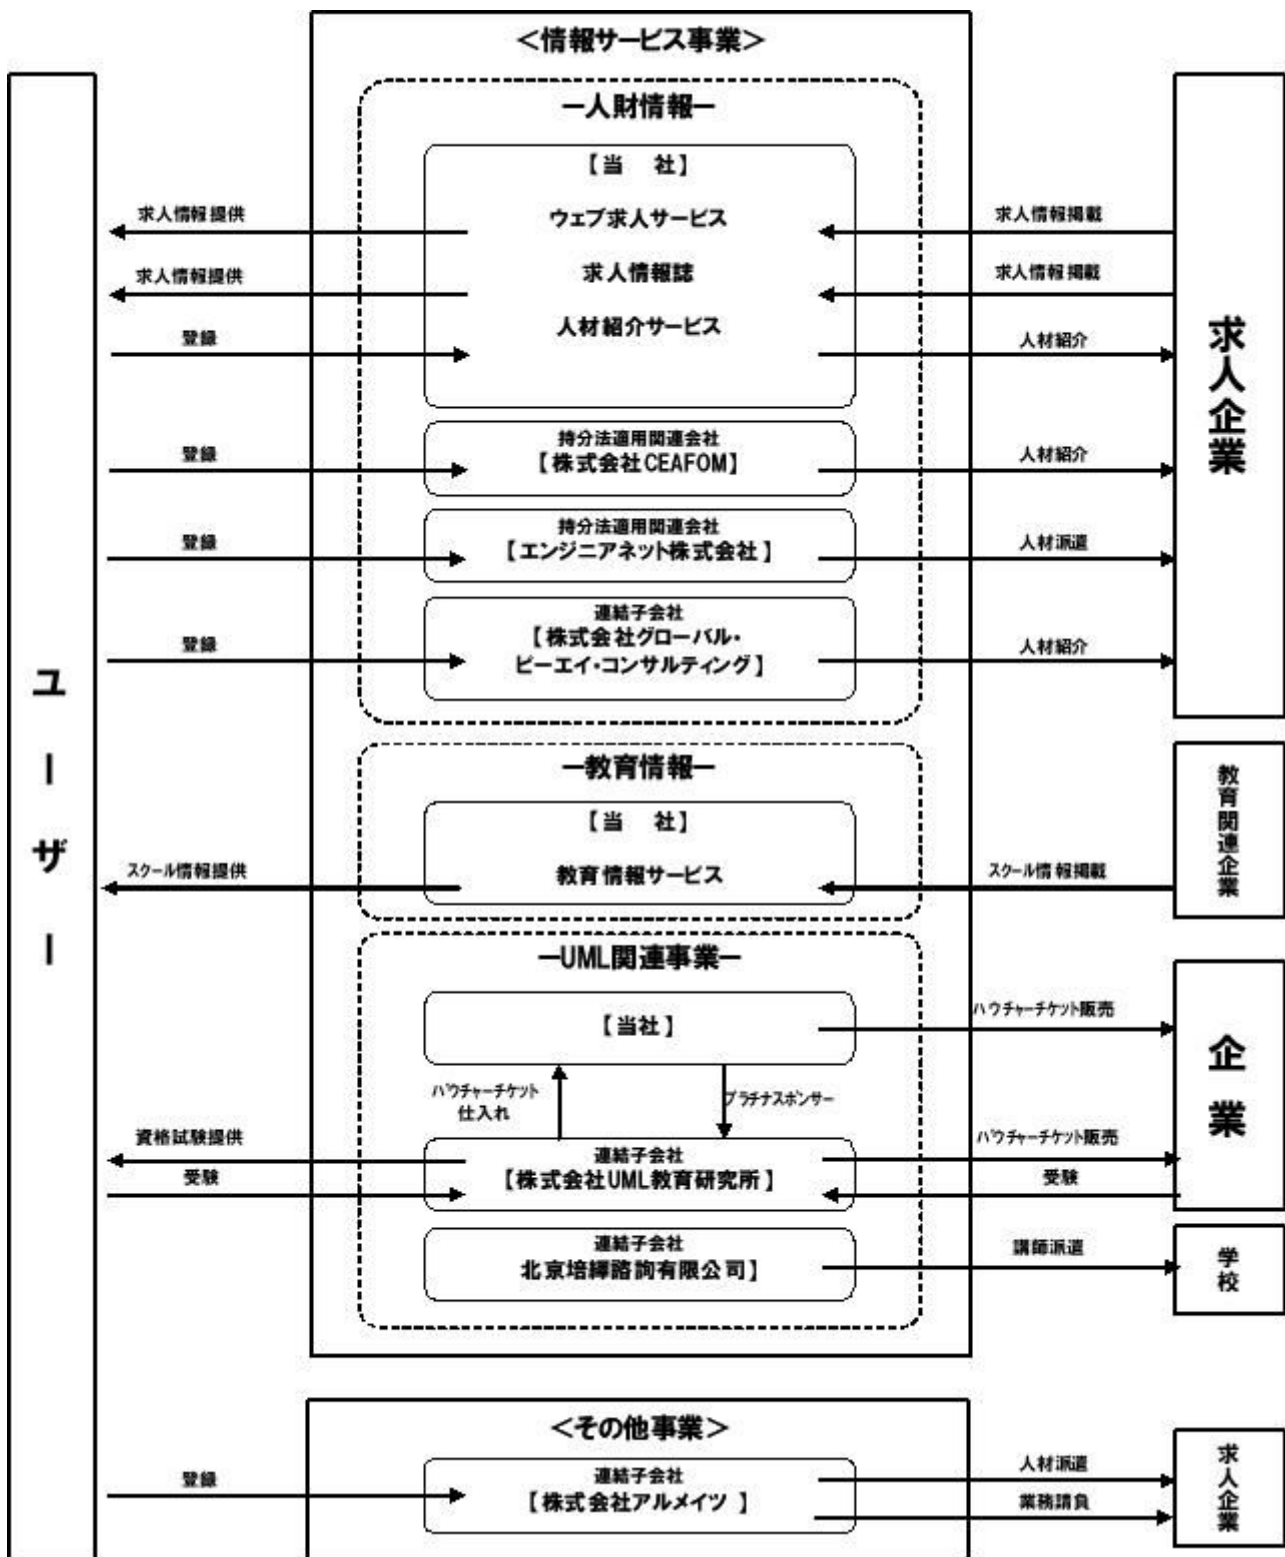 ＜情報サービス事業＞
ー人財情報ー
【当　社】
求人情報提供
ウェブ求人サービス
求人情報掲載
求人情報提供
求人情報誌
求人情報掲載
登録
人材紹介サービス
人材紹介
求人企業
持分法適用関連会社
登録
【株式会社CEAFOM】
人材紹介
持分法適用関連会社
登録
【エンジニアネット株式会社】
人材派遣
連結子会社
登録
【株式会社グローバル・
ピーエイ・コンサルティング】
人材紹介
ユーザー
ー教育情報ー
【当　社】
スクール情報提供
教育情報サービス
スクール情報掲載
教育関連企業
ーUML関連事業ー
【当社】
バウチャーチケット販売
企業
バウチャーチケット
仕入れ
プラチナスポンサー
資格試験提供
受験
連結子会社
【株式会社UML教育研究所】
バウチャーチケット販売
受験
連結子会社
講師派遣
学校
＜その他事業＞
登録
連結子会社
【株式会社アルメイツ】
人材派遣
業務請負
求人企業